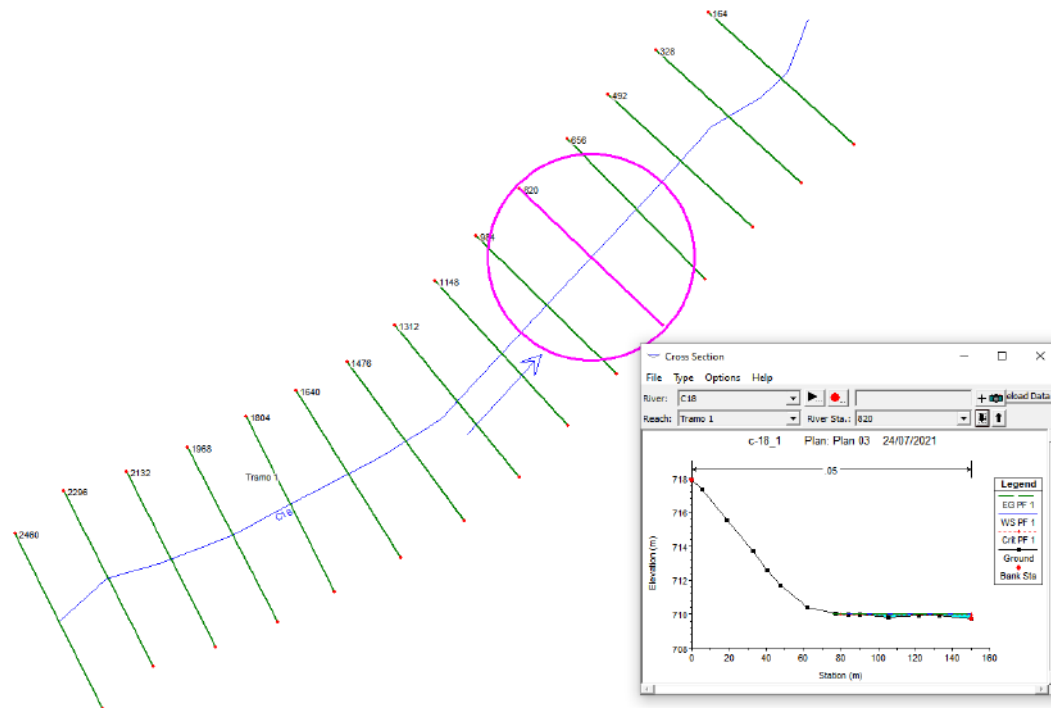 164
328
492
656
820
984
1148
1312
1476
1640
1804
Tramo 1
1968
C18
2132
2296
2460
Cross Section
File Type Options Help
River: C18 eload Data
Reach: Tramo 1 River Sta.: 820
c-18_1 Plan: Plan 03 24/07/2021
.05
718
716
714
712
710
708
Elevation (m)
0 20 40 60 80 100 120 140 160
Station (m)
Legend
EG PF 1
WS PF 1
Crit PF 1
Ground
Bank Sta